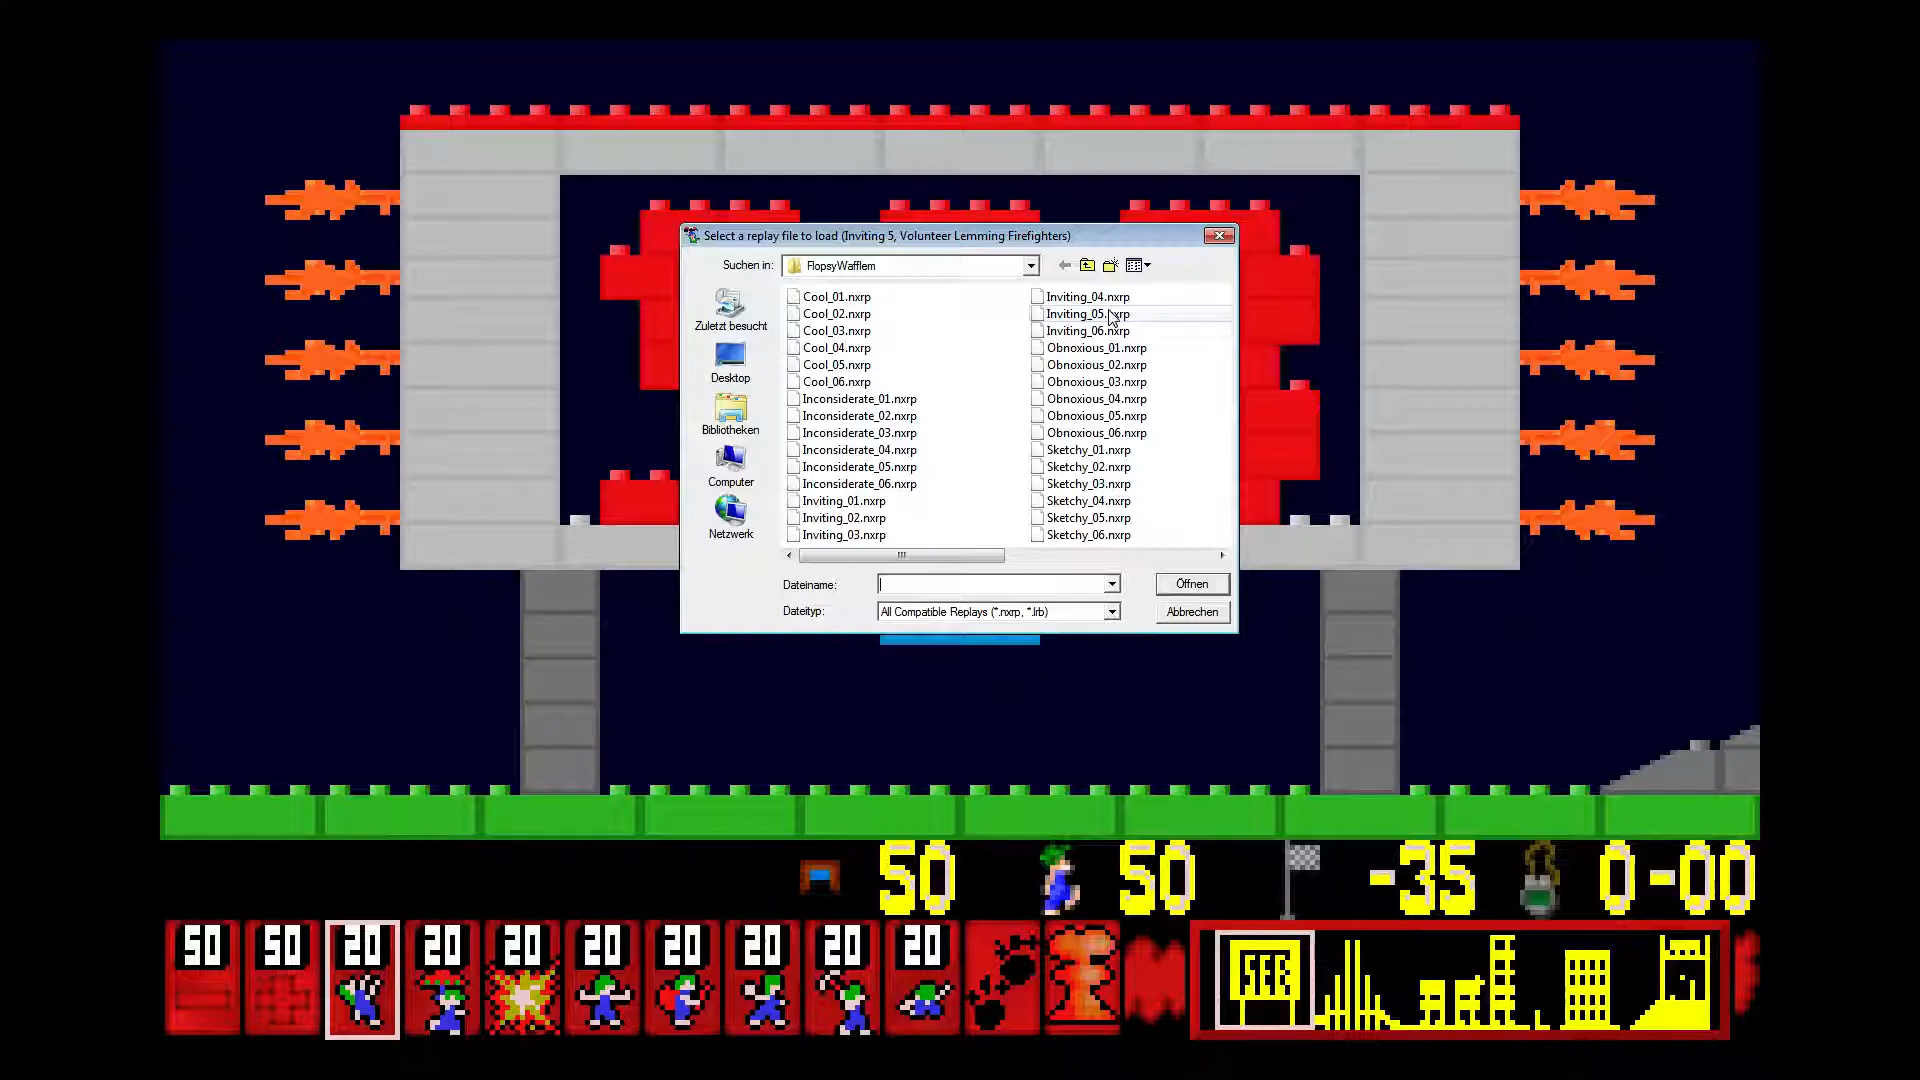 Select a replay file to load (Inviting 5, Volunteer Lemming Firefighters)
Suchen in: FlopsyWafflem
Zuletzt besucht
Desktop
Bibliotheken
Computer
Netzwerk
Cool_01.nxrp
Cool_02.nxrp
Cool_03.nxrp
Cool_04.nxrp
Cool_05.nxrp
Cool_06.nxrp
Inconsiderate_01.nxrp
Inconsiderate_02.nxrp
Inconsiderate_03.nxrp
Inconsiderate_04.nxrp
Inconsiderate_05.nxrp
Inconsiderate_06.nxrp
Inviting_01.nxrp
Inviting_02.nxrp
Inviting_03.nxrp
Inviting_04.nxrp
Inviting_05.nxrp
Inviting_06.nxrp
Obnoxious_01.nxrp
Obnoxious_02.nxrp
Obnoxious_03.nxrp
Obnoxious_04.nxrp
Obnoxious_05.nxrp
Obnoxious_06.nxrp
Sketchy_01.nxrp
Sketchy_02.nxrp
Sketchy_03.nxrp
Sketchy_04.nxrp
Sketchy_05.nxrp
Sketchy_06.nxrp
Dateiname: Öffnen
Dateityp: All Compatible Replays (*.nxrp, *.lrb) Abbrechen
50 50 -35 0-00
50 50 20 20 20 20 20 20 20 20